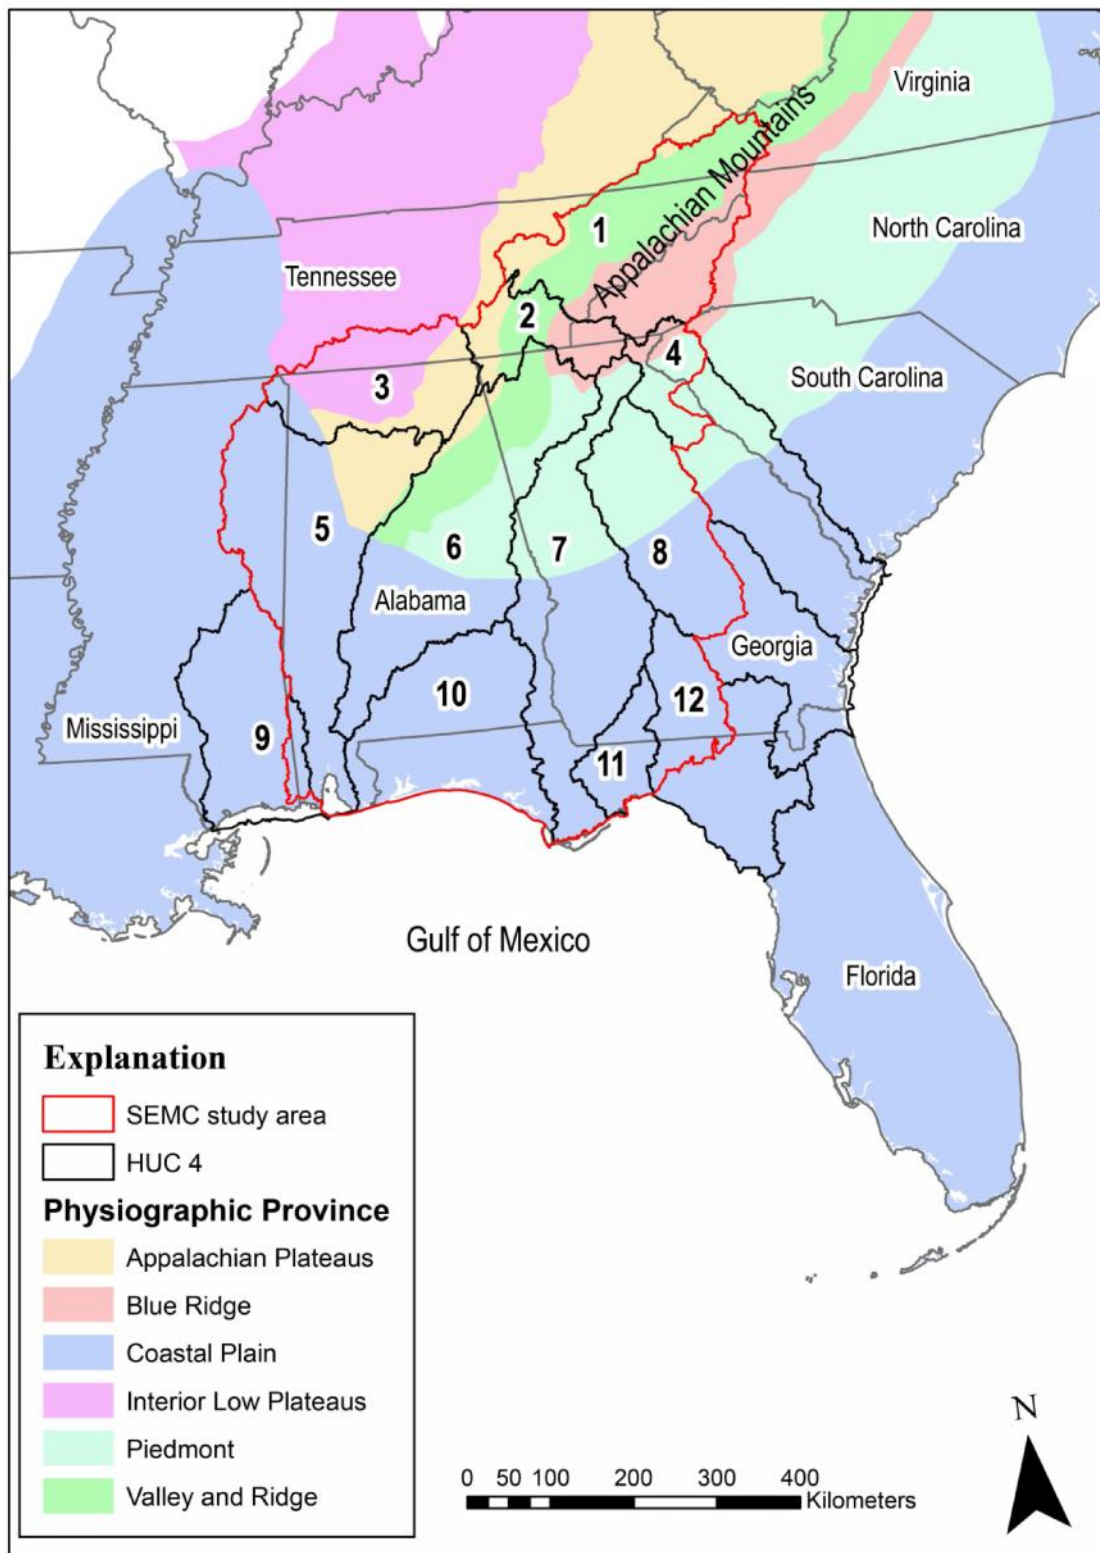 Virginia
Appalachian Mountains
1
North Carolina
Tennessee
2
4
3
South Carolina
5
6
7
8
Alabama
Georgia
10
12
Mississippi
9
11
Gulf of Mexico
Florida
Explanation
SEMC study area
HUC 4
Physiographic Province
Appalachian Plateaus
Blue Ridge
Coastal Plain
Interior Low Plateaus
Piedmont
Valley and Ridge
N
0 50 100 200 300 400
Kilometers